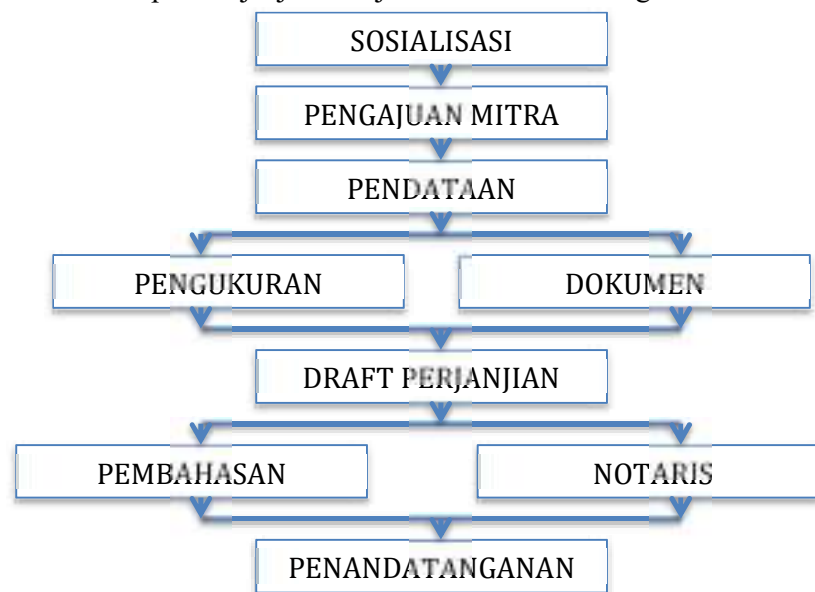 SOSIALISASI
PENGAJUAN MITRA
PENDATAAN
PENGUKURAN DOKUMEN
DRAFT PERJANJIAN
PEMBAHASAN NOTARIS
PENANDATANGANAN